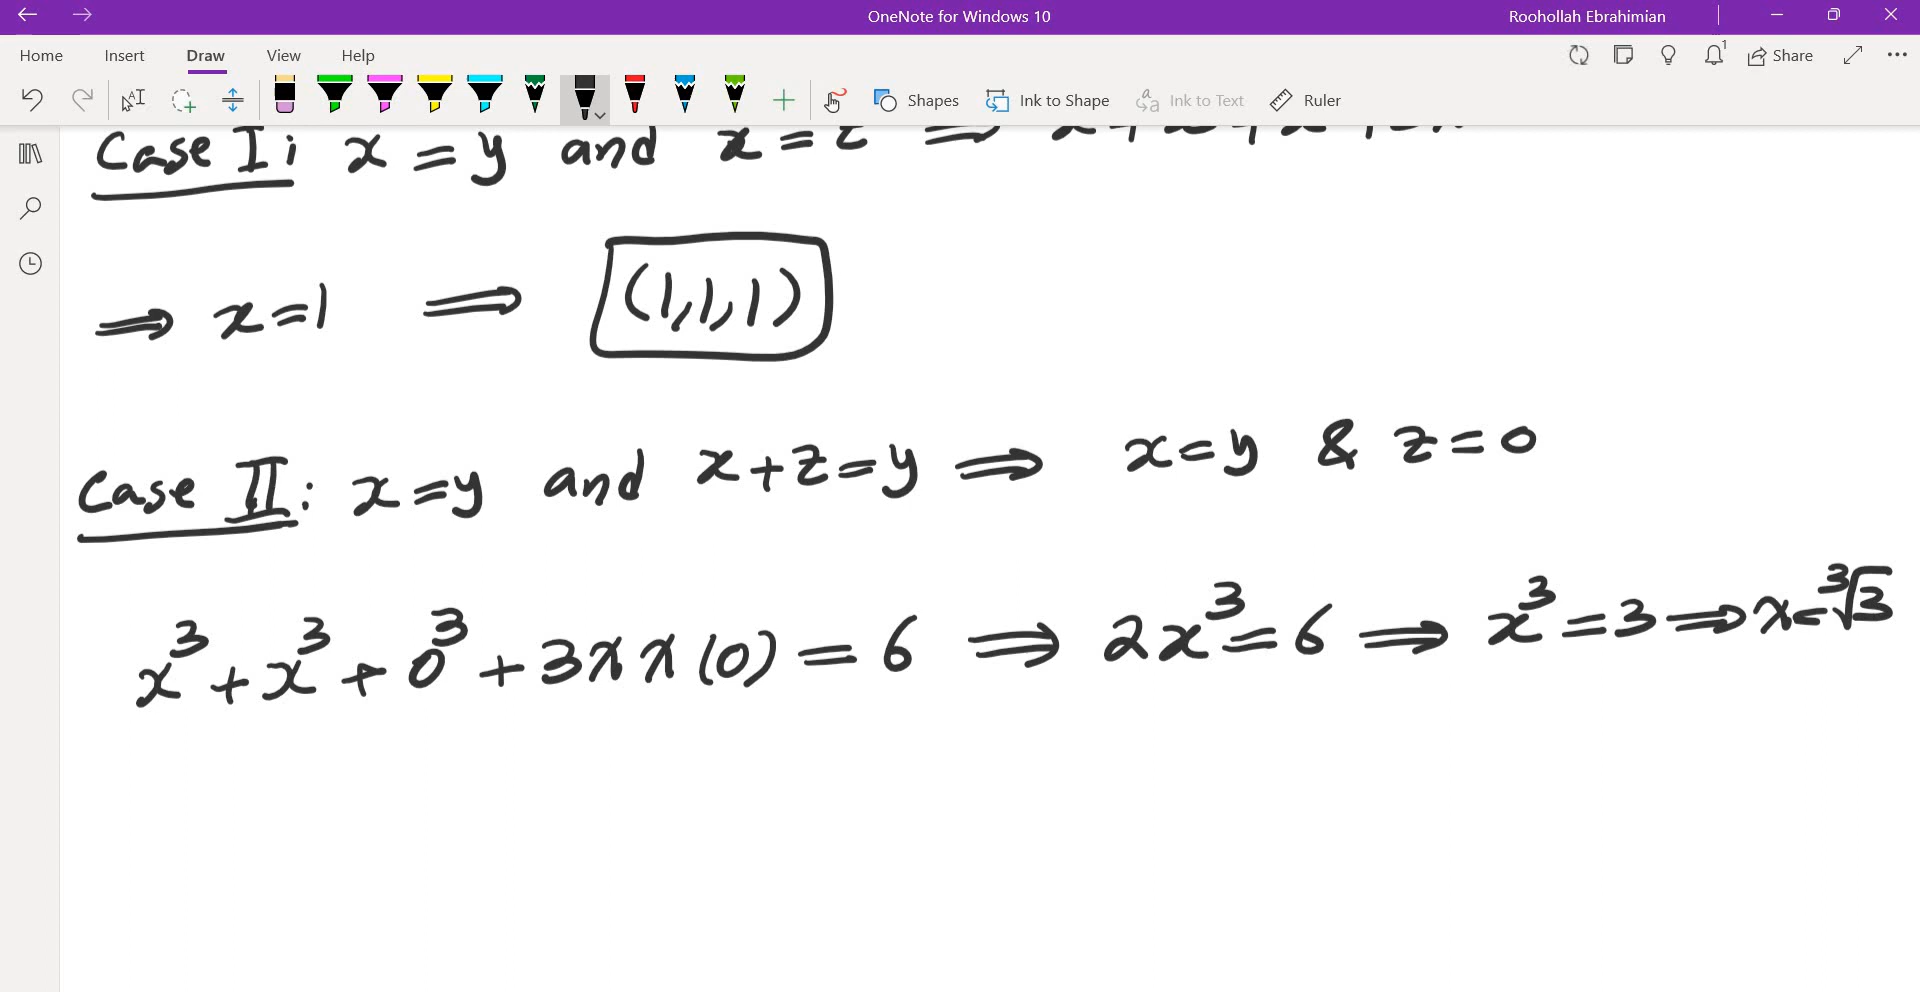 OneNote for Windows 10
Roohollah Ebrahimian
Home Insert Draw View Help
1
Share
Shapes
Ink to Shape
Ink to Text
Ruler
Case I: x = y and x = z ⟹
⟹ x = 1 ⟹ (1,1,1)
Case II: x = y and x + z = y ⟹ x = y & z = 0
x³ + x³ + 0³ + 3xx(0) = 6 ⟹ 2x³ = 6 ⟹ x³ = 3 ⟹ x = ∛3